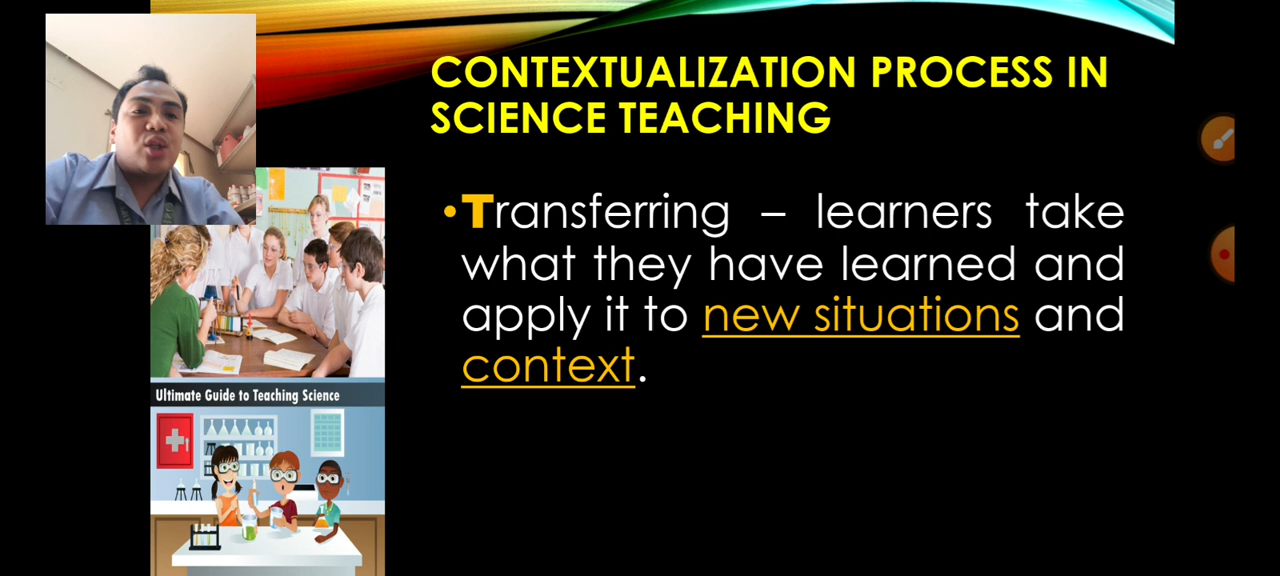 CONTEXTUALIZATION PROCESS IN
SCIENCE TEACHING
•Transferring – learners take
what they have learned and
apply it to new situations and
context.
Ultimate Guide to Teaching Science